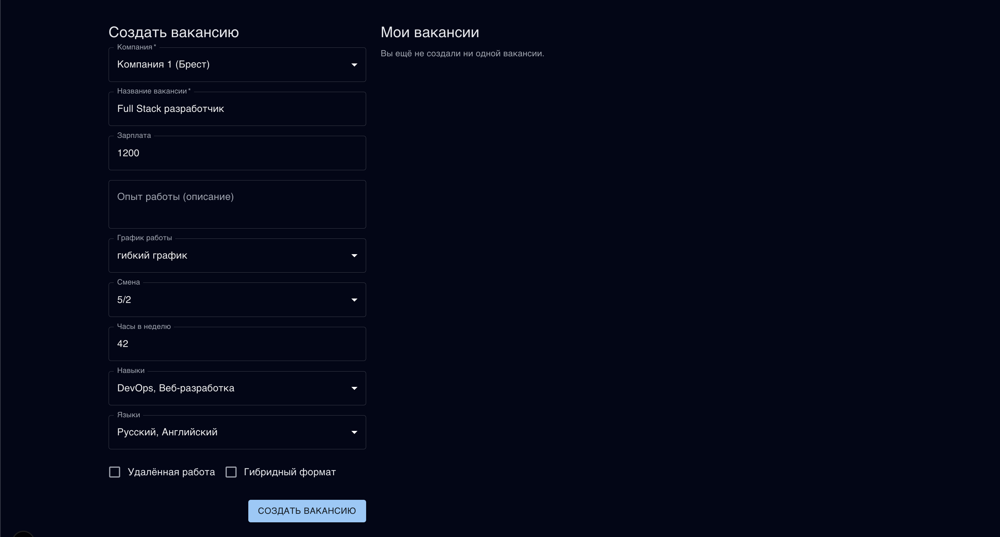 Создать вакансию
Компания *
Компания 1 (Брест)
Название вакансии *
Full Stack разработчик
Зарплата
1200
Опыт работы (описание)
График работы
гибкий график
Смена
5/2
Часы в неделю
42
Навыки
DevOps, Веб-разработка
Языки
Русский, Английский
Удалённая работа
Гибридный формат
СОЗДАТЬ ВАКАНСИЮ
Мои вакансии
Вы ещё не создали ни одной вакансии.